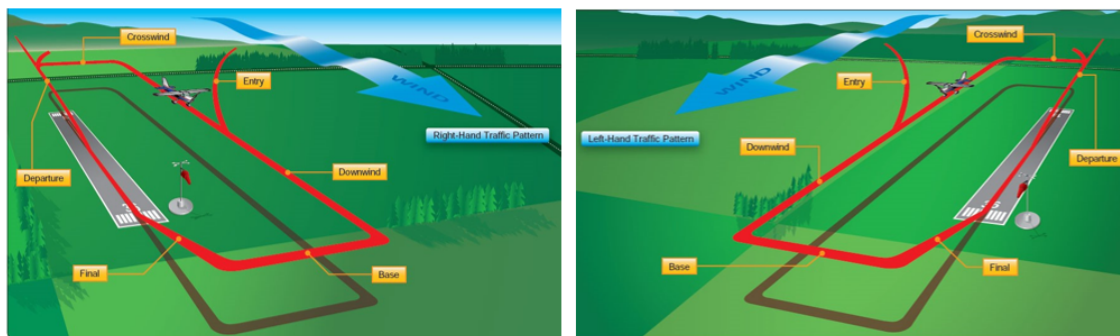 Crosswind
Entry
WIND
Right-Hand Traffic Pattern
Downwind
Departure
Final
Base
Crosswind
Entry
WIND
Left-Hand Traffic Pattern
Downwind
Departure
Base
Final